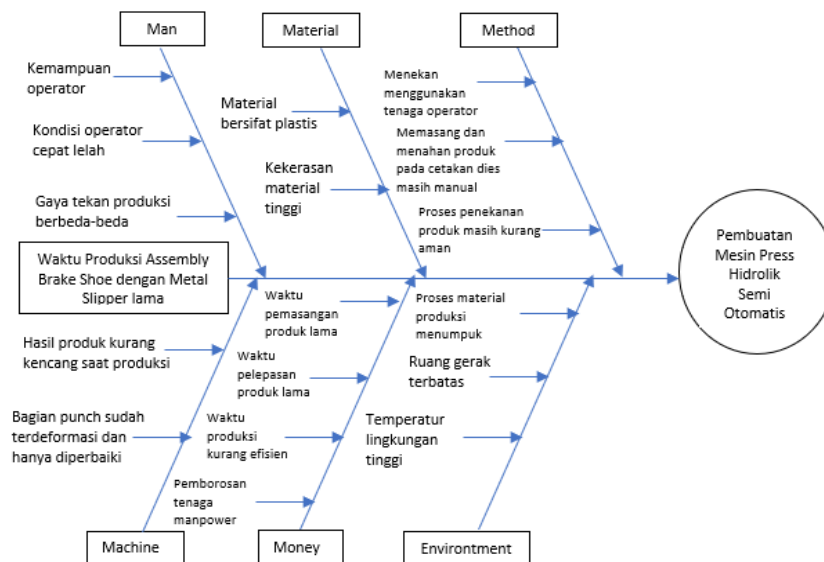 Man
Material
Method
Kemampuan
operator
Kondisi operator
cepat lelah
Gaya tekan produksi
berbeda-beda
Material
bersifat plastis
Kekerasan
material
tinggi
Menekan
menggunakan
tenaga operator
Memasang dan
menahan produk
pada cetakan dies
masih manual
Proses penekanan
produk masih kurang
aman
Waktu Produksi Assembly
Brake Shoe dengan Metal
Slipper lama
Pembuatan
Mesin Press
Hidrolik
Semi
Otomatis
Hasil produk kurang
kencang saat produksi
Bagian punch sudah
terdeformasi dan
hanya diperbaiki
Waktu
pemasangan
produk lama
Waktu
pelepasan
produk lama
Waktu
produksi
kurang efisien
Pemborosan
tenaga
manpower
Proses material
produksi
menumpuk
Ruang gerak
terbatas
Temperatur
lingkungan
tinggi
Machine
Money
Environtment